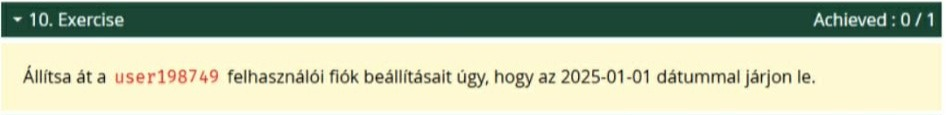 10. Exercise Achieved : 0 / 1
Állítsa át a user198749 felhasználói fiók beállításait úgy, hogy az 2025-01-01 dátummal járjon le.